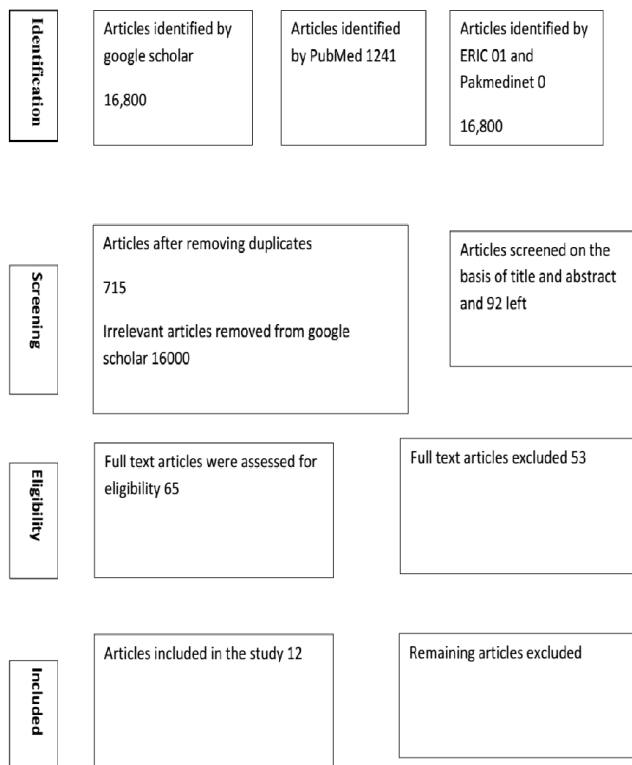 Identification
Articles identified by
google scholar
16,800
Articles identified
by PubMed 1241
Articles identified by
ERIC 01 and
Pakmedinet 0
16,800
Screening
Articles after removing duplicates
715
Irrelevant articles removed from google
scholar 16000
Articles screened on the
basis of title and abstract
and 92 left
Eligibility
Full text articles were assessed for
eligibility 65
Full text articles excluded 53
Included
Articles included in the study 12
Remaining articles excluded